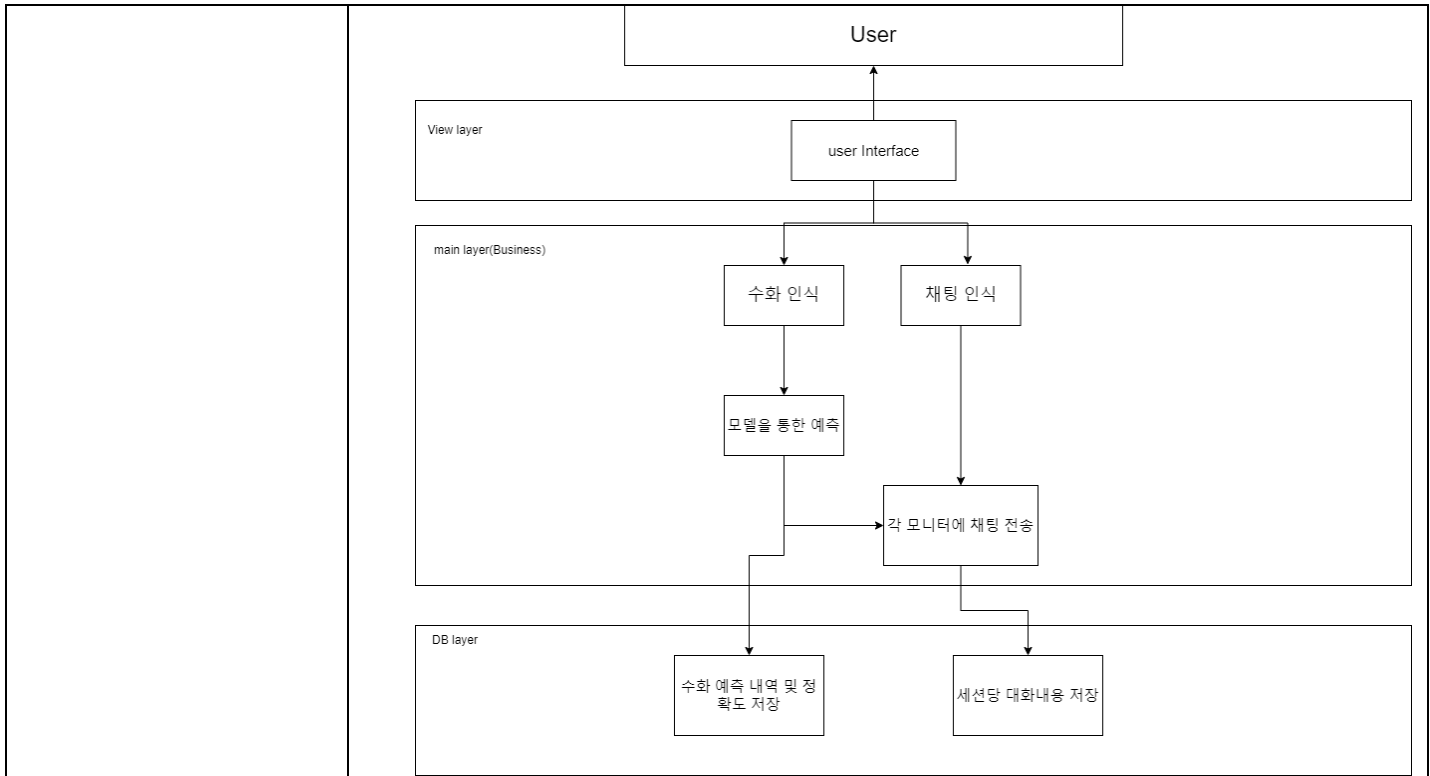 User
View layer
user Interface
main layer(Business)
수화 인식
채팅 인식
모델을 통한 예측
각 모니터에 채팅 전송
DB layer
수화 예측 내역 및 정
확도 저장
세션당 대화내용 저장